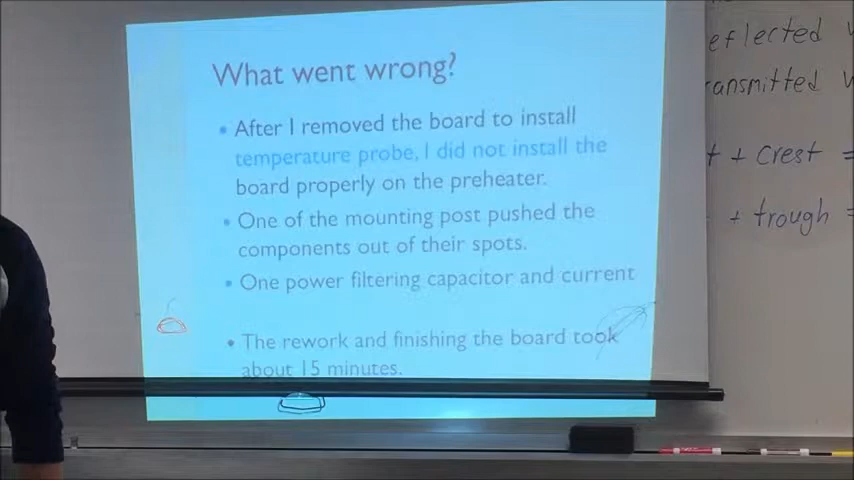 What went wrong?
• After I removed the board to install
temperature probe, I did not install the
board properly on the preheater.
• One of the mounting post pushed the
components out of their spots.
• One power filtering capacitor and current
• The rework and finishing the board took
about 15 minutes.
eflected
ansmitted
t + Crest =
+ trough =